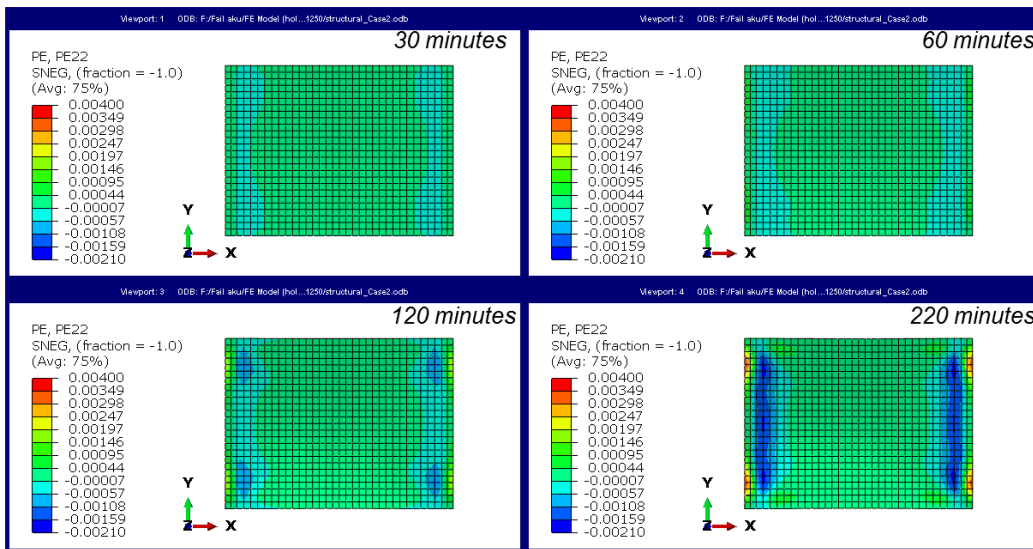 Viewport: 1 ODB: F:/Fail aku/FE Model (hol...1250/structural_Case2.odb
30 minutes
PE, PE22
SNEG, (fraction = -1.0)
(Avg: 75%)
0.00400
0.00349
0.00298
0.00247
0.00197
0.00146
0.00095
0.00044
-0.00007
-0.00057
-0.00108
-0.00159
-0.00210
Y
Z
X
Viewport: 2 ODB: F:/Fail aku/FE Model (hol...1250/structural_Case2.odb
60 minutes
PE, PE22
SNEG, (fraction = -1.0)
(Avg: 75%)
0.00400
0.00349
0.00298
0.00247
0.00197
0.00146
0.00095
0.00044
-0.00007
-0.00057
-0.00108
-0.00159
-0.00210
Y
Z
X
Viewport: 3 ODB: F:/Fail aku/FE Model (hol...1250/structural_Case2.odb
120 minutes
PE, PE22
SNEG, (fraction = -1.0)
(Avg: 75%)
0.00400
0.00349
0.00298
0.00247
0.00197
0.00146
0.00095
0.00044
-0.00007
-0.00057
-0.00108
-0.00159
-0.00210
Y
Z
X
Viewport: 4 ODB: F:/Fail aku/FE Model (hol...1250/structural_Case2.odb
220 minutes
PE, PE22
SNEG, (fraction = -1.0)
(Avg: 75%)
0.00400
0.00349
0.00298
0.00247
0.00197
0.00146
0.00095
0.00044
-0.00007
-0.00057
-0.00108
-0.00159
-0.00210
Y
Z
X